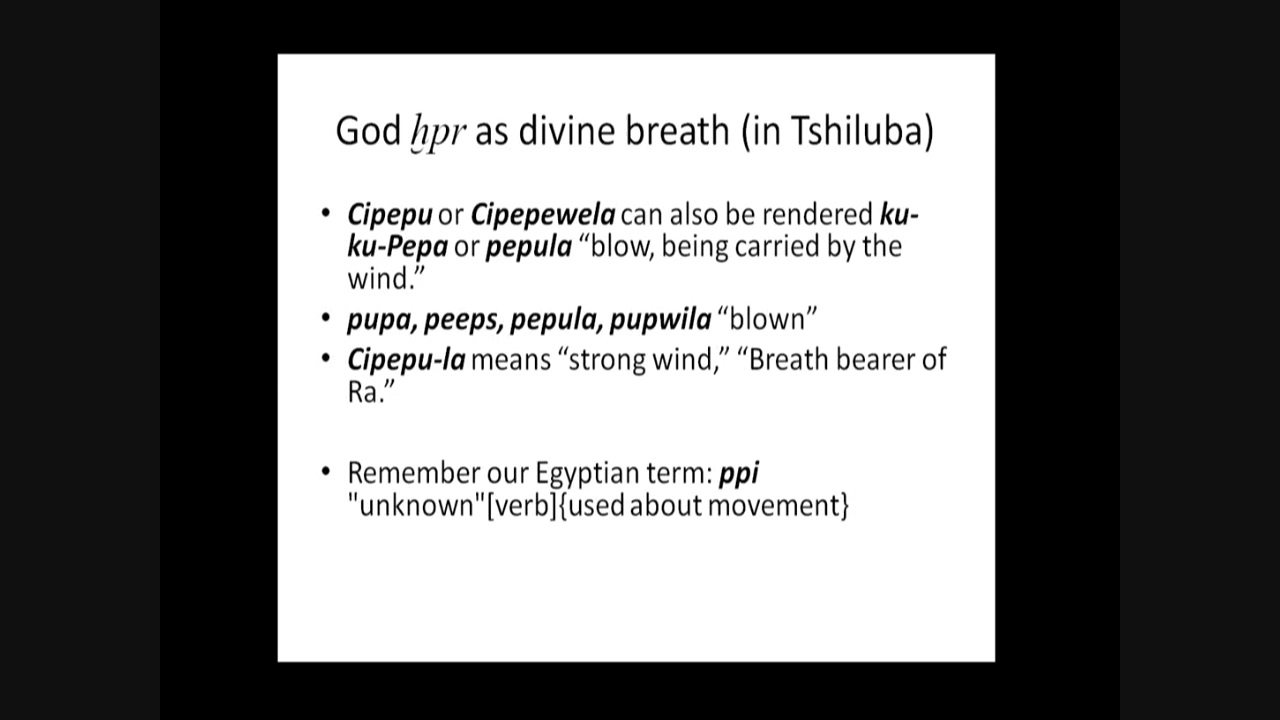 God ḫpr as divine breath (in Tshiluba)
• Cipepu or Cipepewela can also be rendered ku-
ku-Pepa or pepula “blow, being carried by the
wind.”
• pupa, peeps, pepula, pupwila “blown”
• Cipepu-la means “strong wind,” “Breath bearer of
Ra.”
• Remember our Egyptian term: ppi
"unknown"[verb]{used about movement}